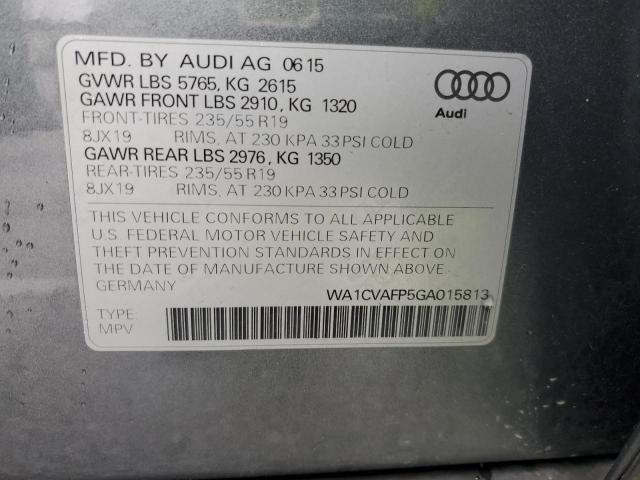 MFD. BY AUDI AG 06 15
GVWR LBS 5765, KG 2615
GAWR FRONT LBS 2910, KG 1320
FRONT-TIRES 235/55 R19
8JX19 RIMS, AT 230 KPA 33 PSI COLD
GAWR REAR LBS 2976, KG 1350
REAR-TIRES 235/55 R19
8JX19 RIMS, AT 230 KPA 33 PSI COLD
Audi
THIS VEHICLE CONFORMS TO ALL APPLICABLE
U.S. FEDERAL MOTOR VEHICLE SAFETY AND
THEFT PREVENTION STANDARDS IN EFFECT ON
THE DATE OF MANUFACTURE SHOWN ABOVE.
GERMANY
WA1CVAFP5GA015813
TYPE:
MPV